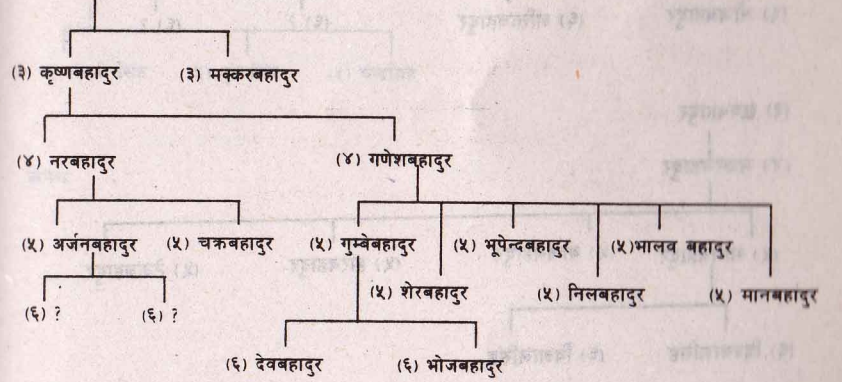 (३) कृष्णबहादुर (३) मक्करबहादुर
(४) नरबहादुर (४) गणेशबहादुर
(५) अर्जनबहादुर (५) चक्रबहादुर (५) गुम्बेबहादुर (५) भूपेन्दबहादुर (५)भालव बहादुर
(५) शेरबहादुर (५) निलबहादुर (५) मानबहादुर
(६) ? (६) ?
(६) देवबहादुर (६) भोजबहादुर